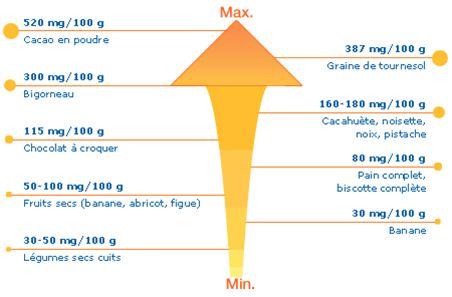 Max.
520 mg/100 g
Cacao en poudre
387 mg/100 g
Graine de tournesol
300 mg/100 g
Bigorneau
160-180 mg/100 g
Cacahuète, noisette,
noix, pistache
115 mg/100 g
Chocolat à croquer
80 mg/100 g
Pain complet,
biscotte complète
50-100 mg/100 g
Fruits secs (banane, abricot, figue)
30 mg/100 g
Banane
30-50 mg/100 g
Légumes secs cuits
Min.